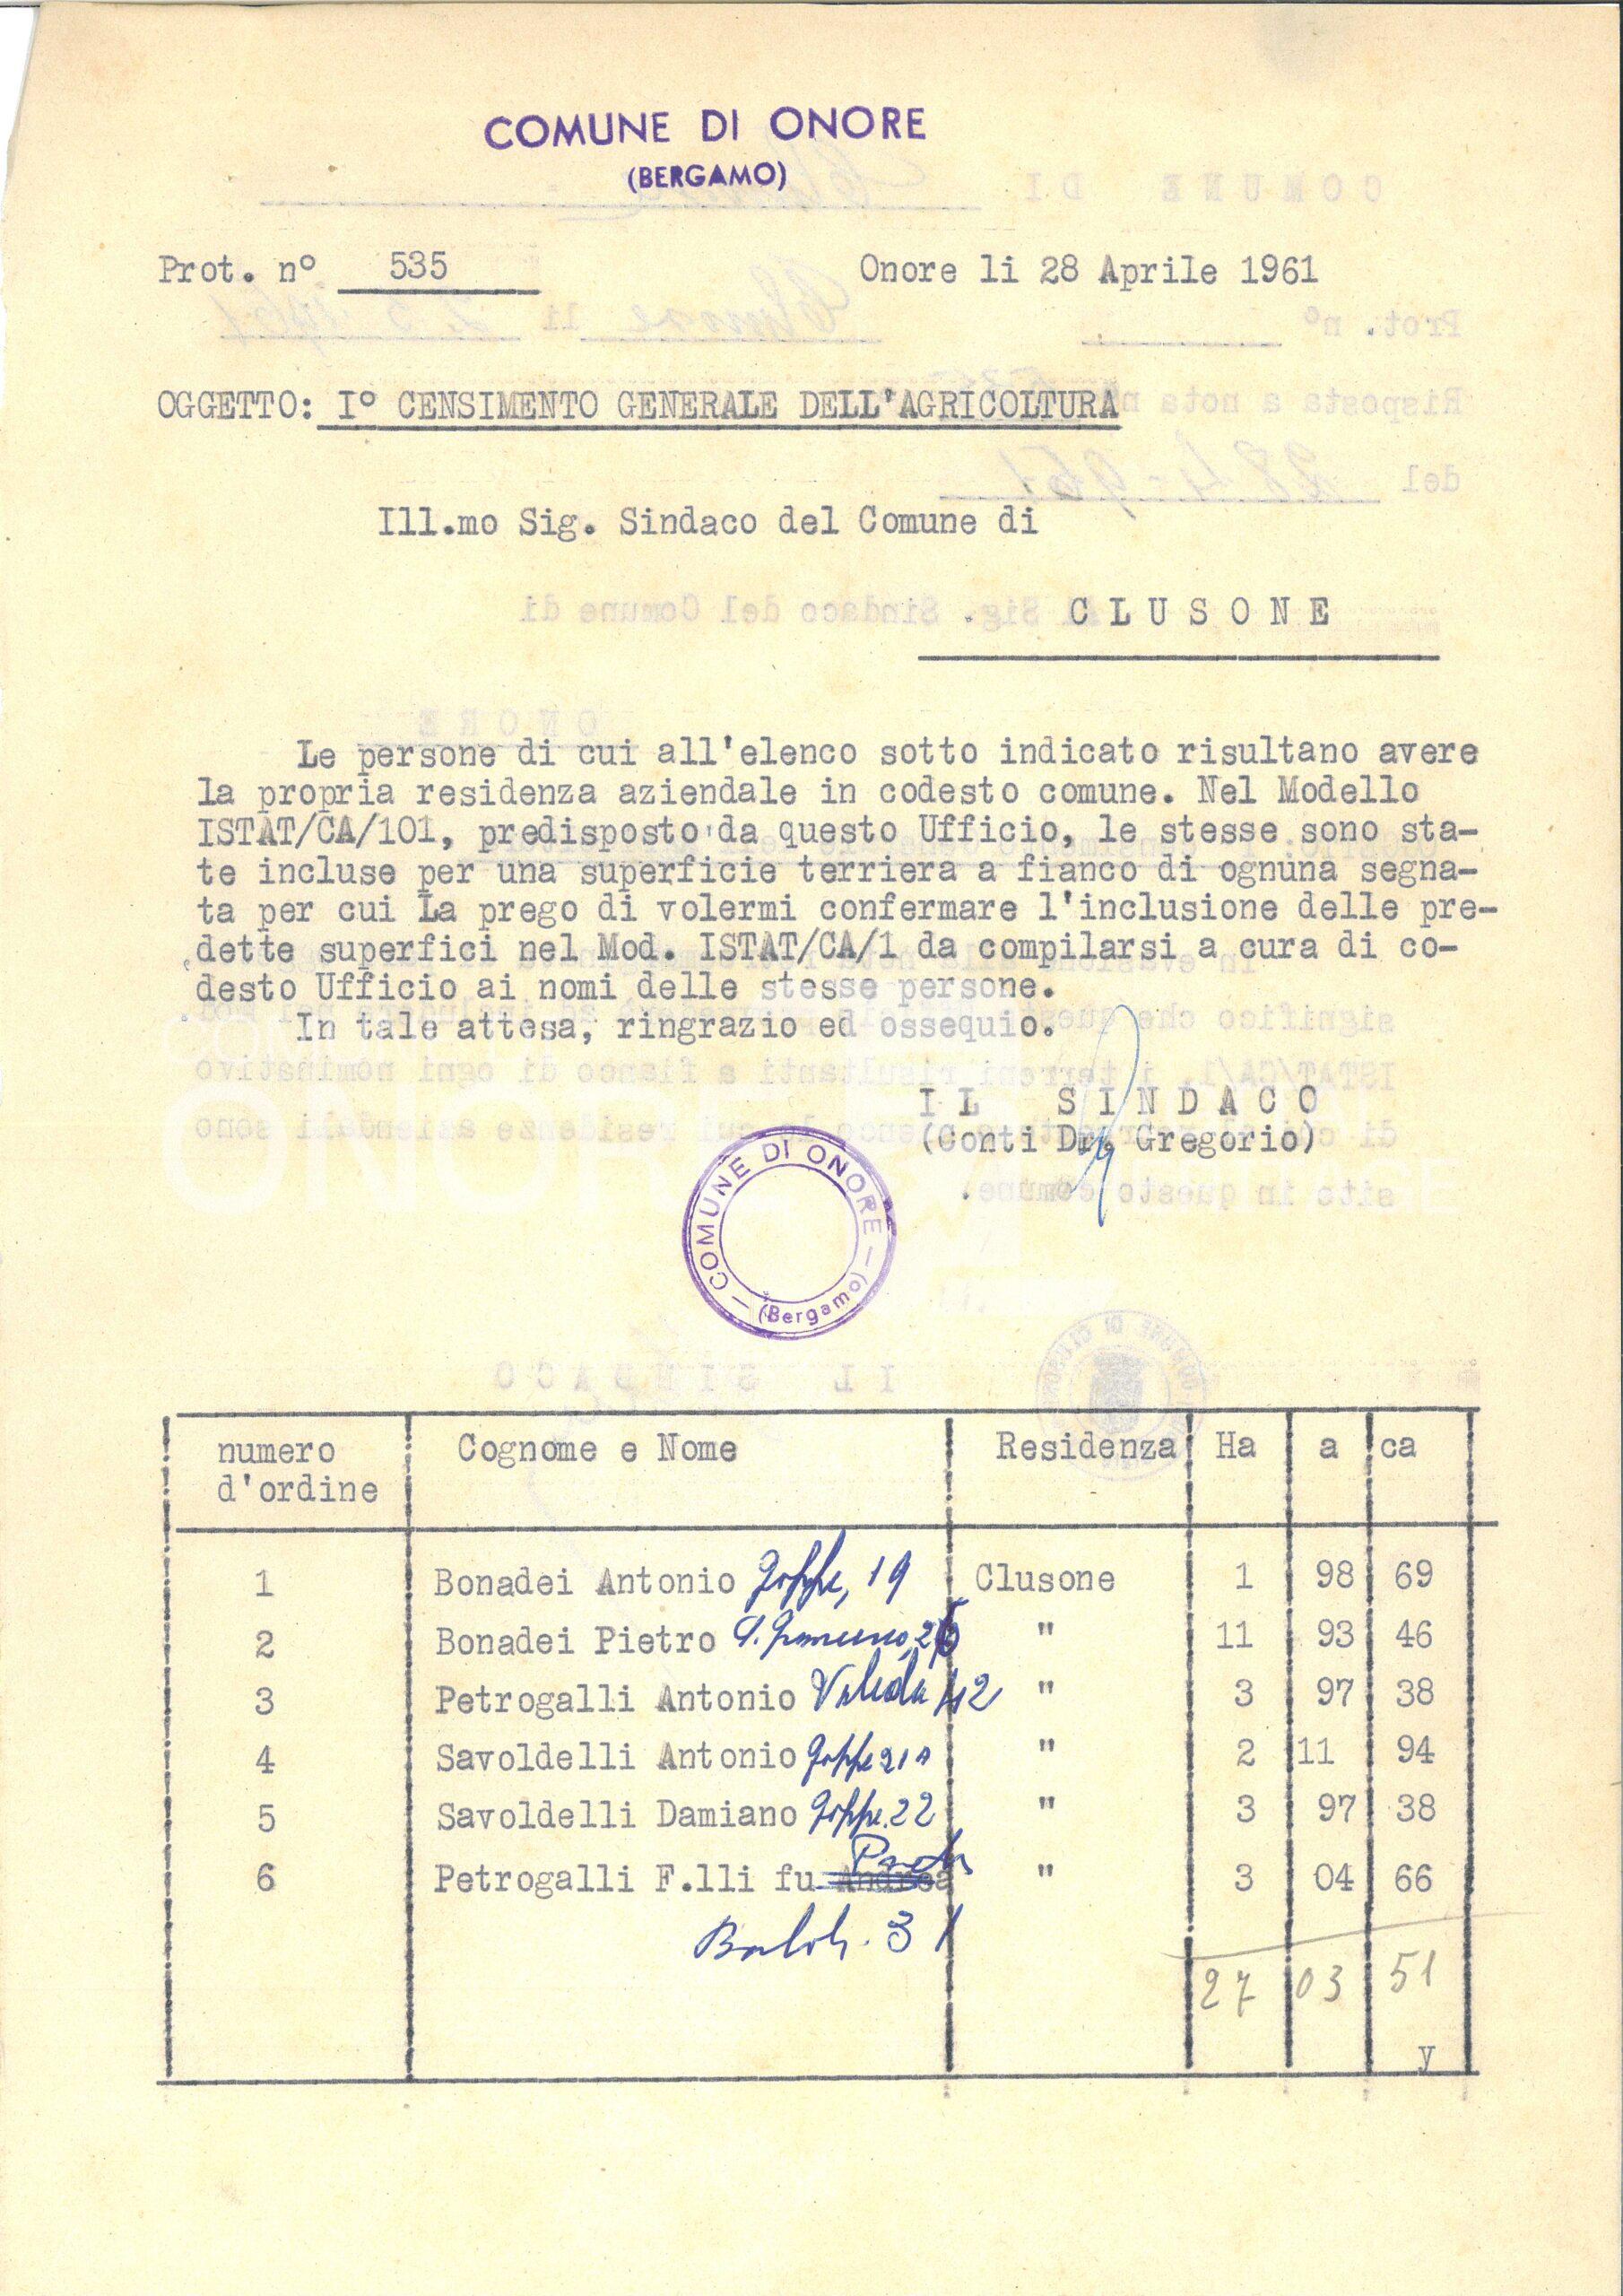 COMUNE DI ONORE
(BERGAMO)
Prot. n° 535 Onore li 28 Aprile 1961
OGGETTO: I° CENSIMENTO GENERALE DELL'AGRICOLTURA
Ill.mo Sig. Sindaco del Comune di
CLUSONE
Le persone di cui all'elenco sotto indicato risultano avere
la propria residenza aziendale in codesto comune. Nel Modello
ISTAT/CA/101, predisposto da questo Ufficio, le stesse sono sta-
te incluse per una superficie terriera a fianco di ognuna segna-
ta per cui La prego di volermi confermare l'inclusione delle pre-
dette superfici nel Mod. ISTAT/CA/1 da compilarsi a cura di co-
desto Ufficio ai nomi delle stesse persone.
In tale attesa, ringrazio ed ossequio.
IL SINDACO
(Conti Dr. Gregorio)
COMUNE DI ONORE
(Bergamo)
numero d'ordine Cognome e Nome Residenza Ha a ca
1 Bonadei Antonio 19 Clusone 1 98 69
2 Bonadei Pietro " 11 93 46
3 Petrogalli Antonio " 3 97 38
4 Savoldelli Antonio " 2 11 94
5 Savoldelli Damiano 22 " 3 97 38
6 Petrogalli F.lli fu Andrea " 3 04 66
31
27 03 51